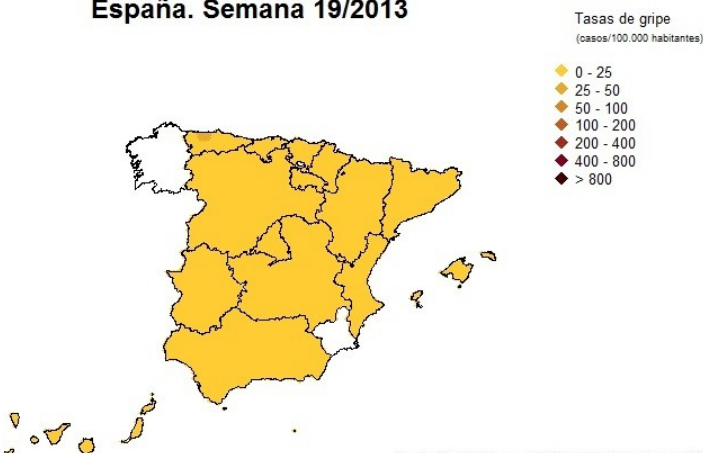 España. Semana 19/2013
Tasas de gripe
(casos/100.000 habitantes)
0 - 25
25 - 50
50 - 100
100 - 200
200 - 400
400 - 800
> 800